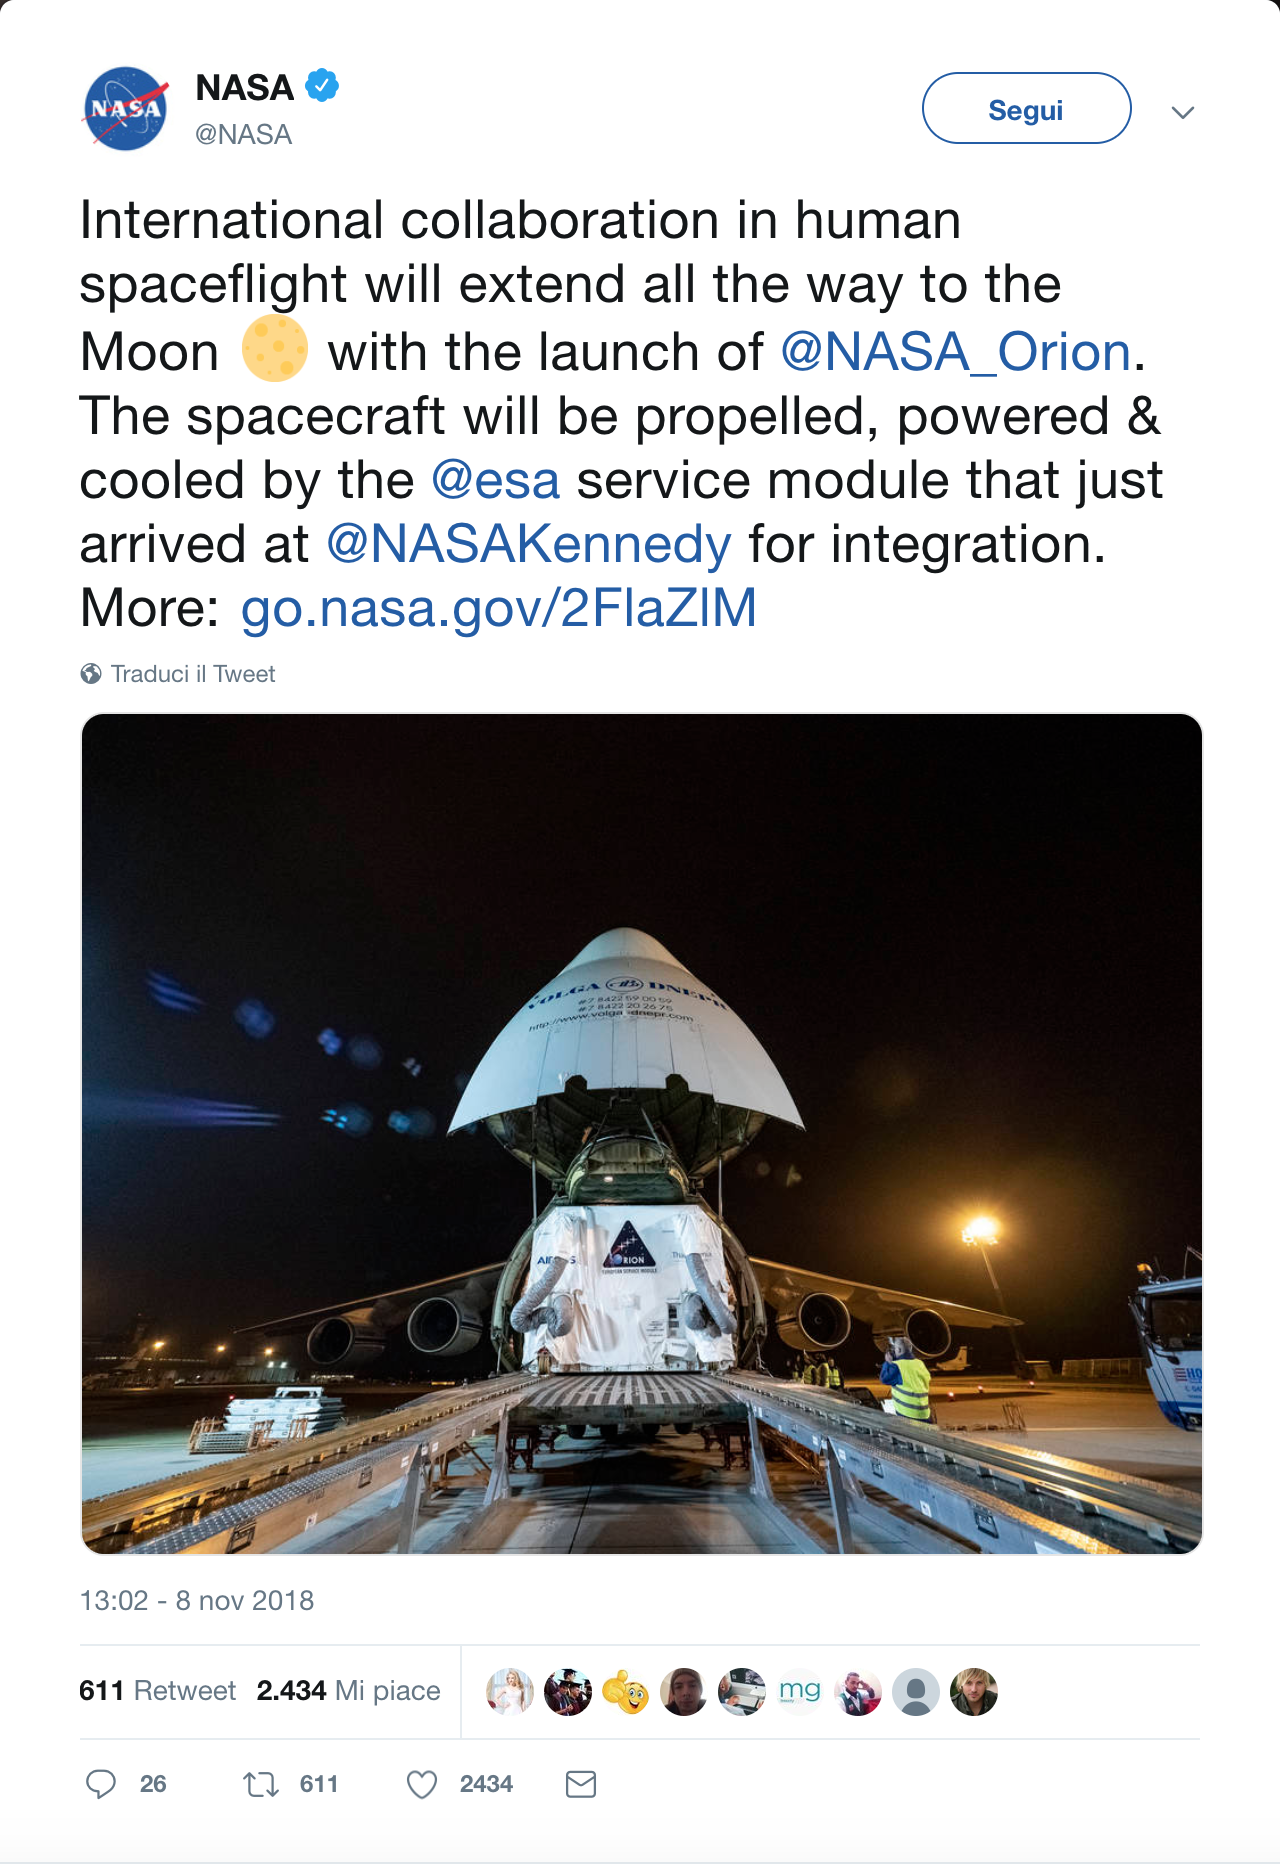 NASA
NASA
@NASA
Segui
International collaboration in human
spaceflight will extend all the way to the
Moon 🌕 with the launch of @NASA_Orion.
The spacecraft will be propelled, powered &
cooled by the @esa service module that just
arrived at @NASAKennedy for integration.
More: go.nasa.gov/2FlaZlM
Traduci il Tweet
VOLGA DNEPR
#7 8422 59 00 59
#7 8422 20 26 75
http://www.volga-dnepr.com
ORION
EUROPEAN SERVICE MODULE
13:02 - 8 nov 2018
611 Retweet 2.434 Mi piace
mg
26 611 2434